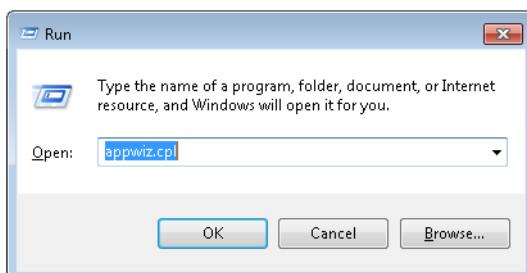 Run
Type the name of a program, folder, document, or Internet
resource, and Windows will open it for you.
Open:
appwiz.cpl
OK
Cancel
Browse...